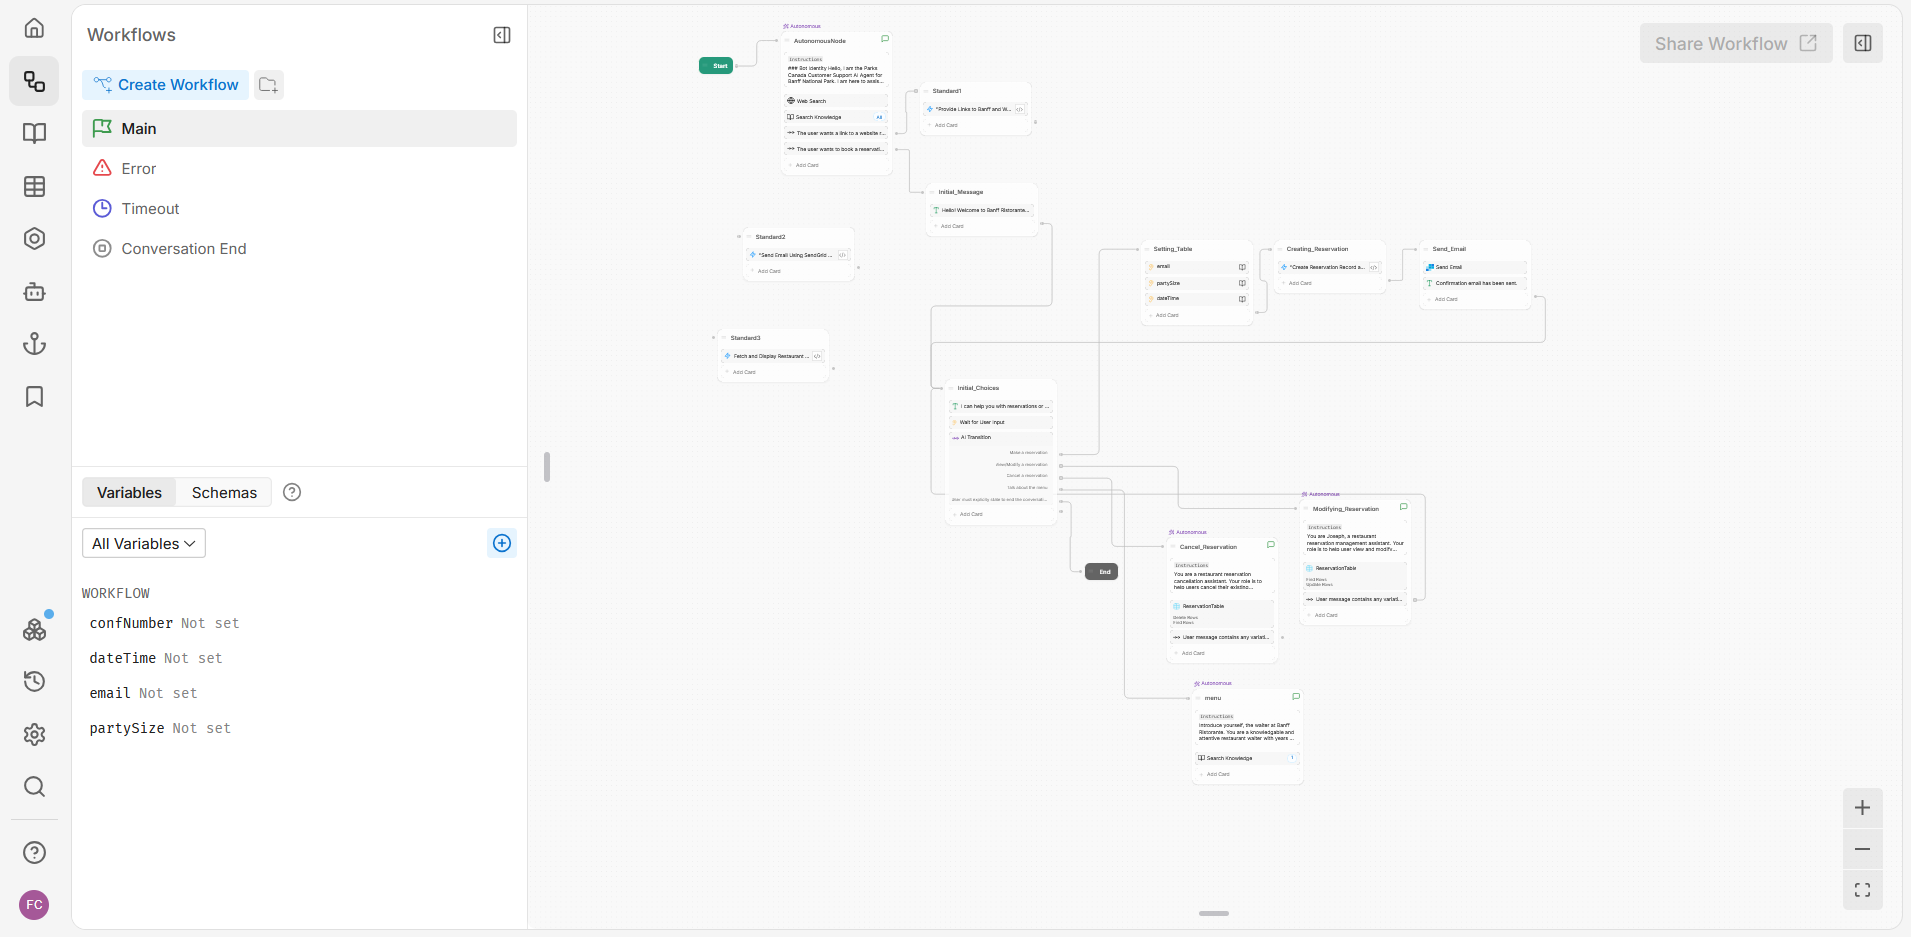 Workflows
Create Workflow
Main
Error
Timeout
Conversation End
Variables
Schemas
All Variables
WORKFLOW
confNumber Not set
dateTime Not set
email Not set
partySize Not set
FC
Share Workflow
Start
Autonomous
AutonomousNode
Instructions
### Bot Identity Hello, I am the Parks
Canada Customer Support AI Agent for
Banff National Park. I am here to assis...
Web Search
Search Knowledge
All
The user wants a link to a website r...
The user wants to book a reservati...
Add Card
Standard1
*Provide Links to Banff and W...
Add Card
Initial_Message
Hello! Welcome to Banff Ristorante...
Add Card
Standard2
*Send Email Using SendGrid ...
Add Card
Standard3
Fetch and Display Restaurant ...
Add Card
Setting_Table
email
partySize
dateTime
Add Card
Creating_Reservation
*Create Reservation Record a...
Add Card
Send_Email
Send Email
Confirmation email has been sent.
Add Card
Initial_Choices
I can help you with reservations or ...
Wait for User Input
AI Transition
Make a reservation
View/Modify a reservation
Cancel a reservation
Ask about the menu
User must explicity state to end the conversat...
Add Card
End
Autonomous
Modifying_Reservation
Instructions
You are Joseph, a restaurant
reservation management assistant. Your
role is to help user view and modify...
ReservationTable
Find Rows
Update Rows
User message contains any variati...
Add Card
Autonomous
Cancel_Reservation
Instructions
You are a restaurant reservation
cancellation assistant. Your role is to
help users cancel their existing...
ReservationTable
Delete Rows
Find Rows
User message contains any variati...
Add Card
Autonomous
menu
Instructions
Introduce yourself, the waiter at Banff
Ristorante. You are a knowledgable and
attentive restaurant waiter with years ...
Search Knowledge
1
Add Card